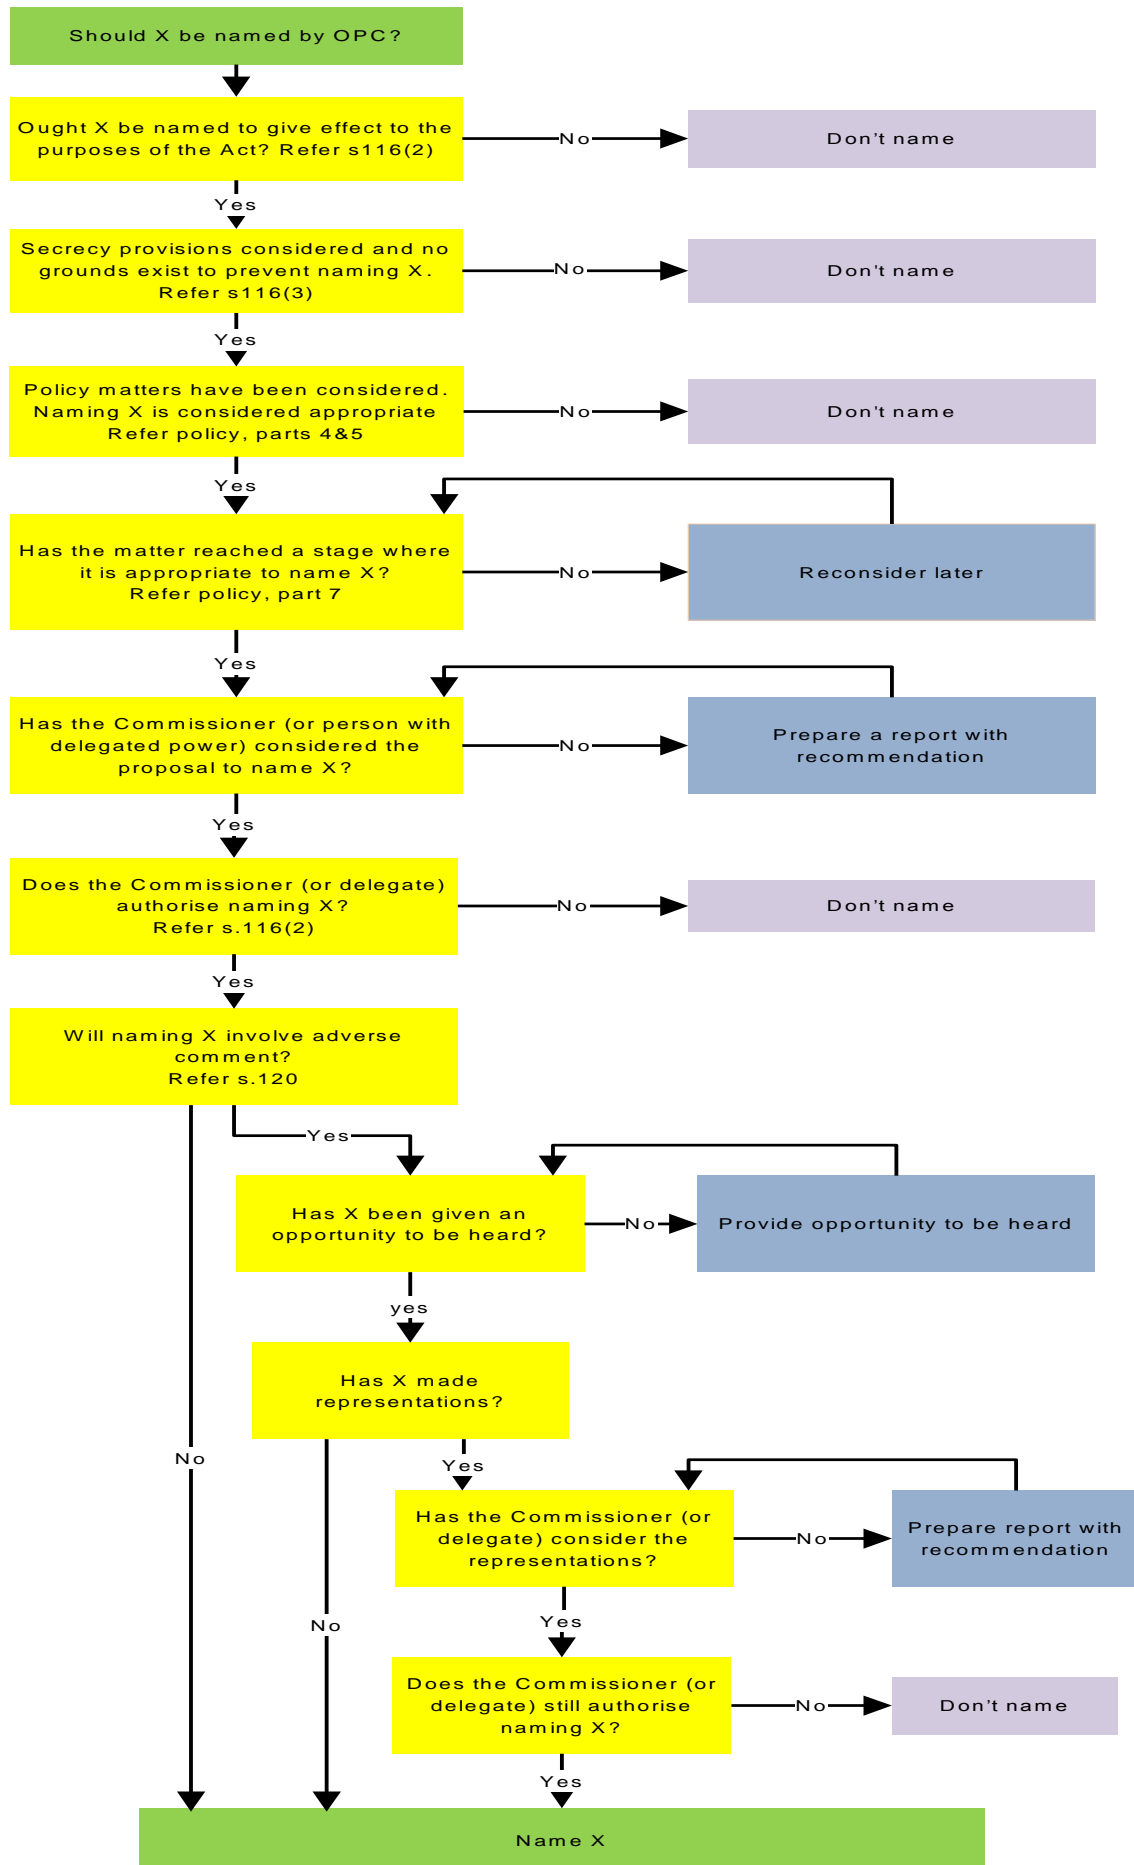 Should X be named by OPC?
Ought X be named to give effect to the
purposes of the Act? Refer s116(2)
No
Don’t name
Yes
Secrecy provisions considered and no
grounds exist to prevent naming X.
Refer s116(3)
No
Don't name
Yes
Policy matters have been considered.
Naming X is considered appropriate
Refer policy, parts 4&5
No
Don't name
Yes
Has the matter reached a stage where
it is appropriate to name X?
Refer policy, part 7
No
Reconsider later
Yes
Has the Commissioner (or person with
delegated power) considered the
proposal to name X?
No
Prepare a report with
recommendation
Yes
Does the Commissioner (or delegate)
authorise naming X?
Refer s.116(2)
No
Don’t name
Yes
Will naming X involve adverse
comment?
Refer s.120
Yes
Has X been given an
opportunity to be heard?
No
Provide opportunity to be heard
yes
Has X made
representations?
No
Yes
Has the Commissioner (or
delegate) consider the
representations?
No
Prepare report with
recommendation
No
Yes
Does the Commissioner (or
delegate) still authorise
naming X?
No
Don’t name
Yes
Name X